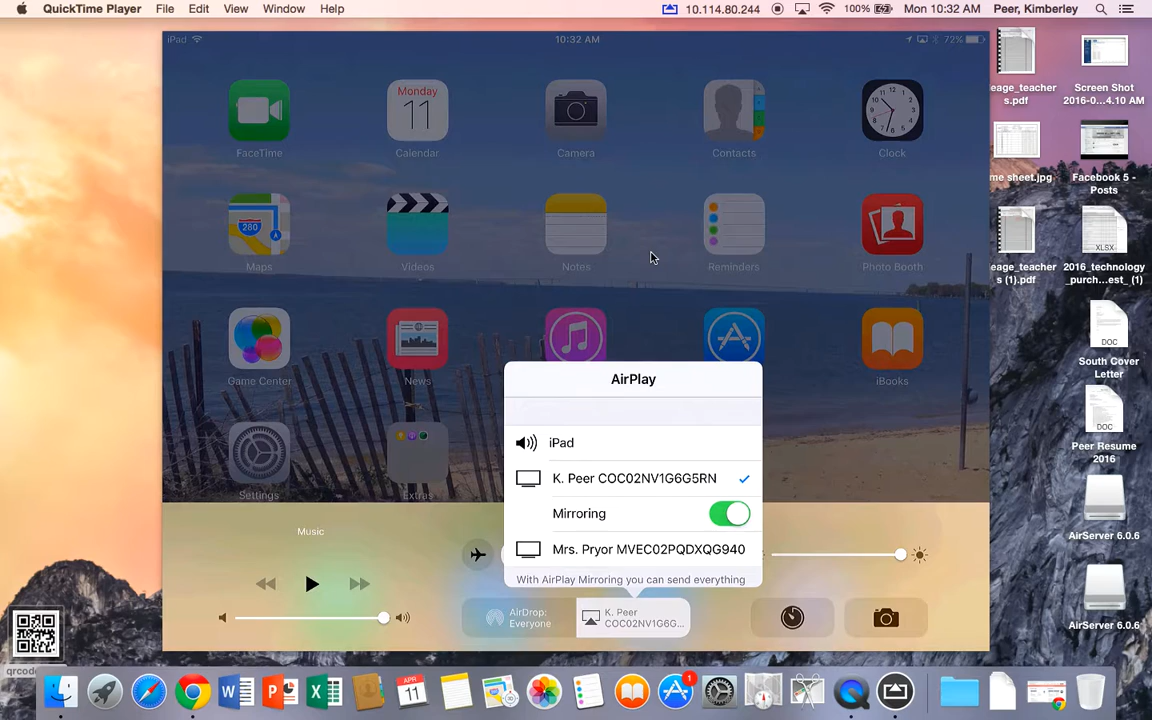 QuickTime Player File Edit View Window Help 10.114.80.244 100% Mon 10:32 AM Peer, Kimberley
iPad 10:32 AM 72%
Monday
11
FaceTime Calendar Camera Contacts Clock
280
Maps Videos Notes Reminders Photo Booth
Game Center News iBooks
Settings Extras
AirPlay
iPad
K. Peer COC02NV1G6G5RN
Mirroring
Mrs. Pryor MVEC02PQDXQG940
With AirPlay Mirroring you can send everything
Music
AirDrop:
Everyone
K. Peer
COC02NV1G6G...
eage_teacher
s.pdf
Screen Shot
2016-0...4.10 AM
me sheet.jpg
Facebook 5 -
Posts
eage_teacher
s (1).pdf
XLSX
2016_technology
_purch...est_ (1)
DOC
South Cover
Letter
DOC
Peer Resume
2016
AirServer 6.0.6
AirServer 6.0.6
qrcod
APR
11
1